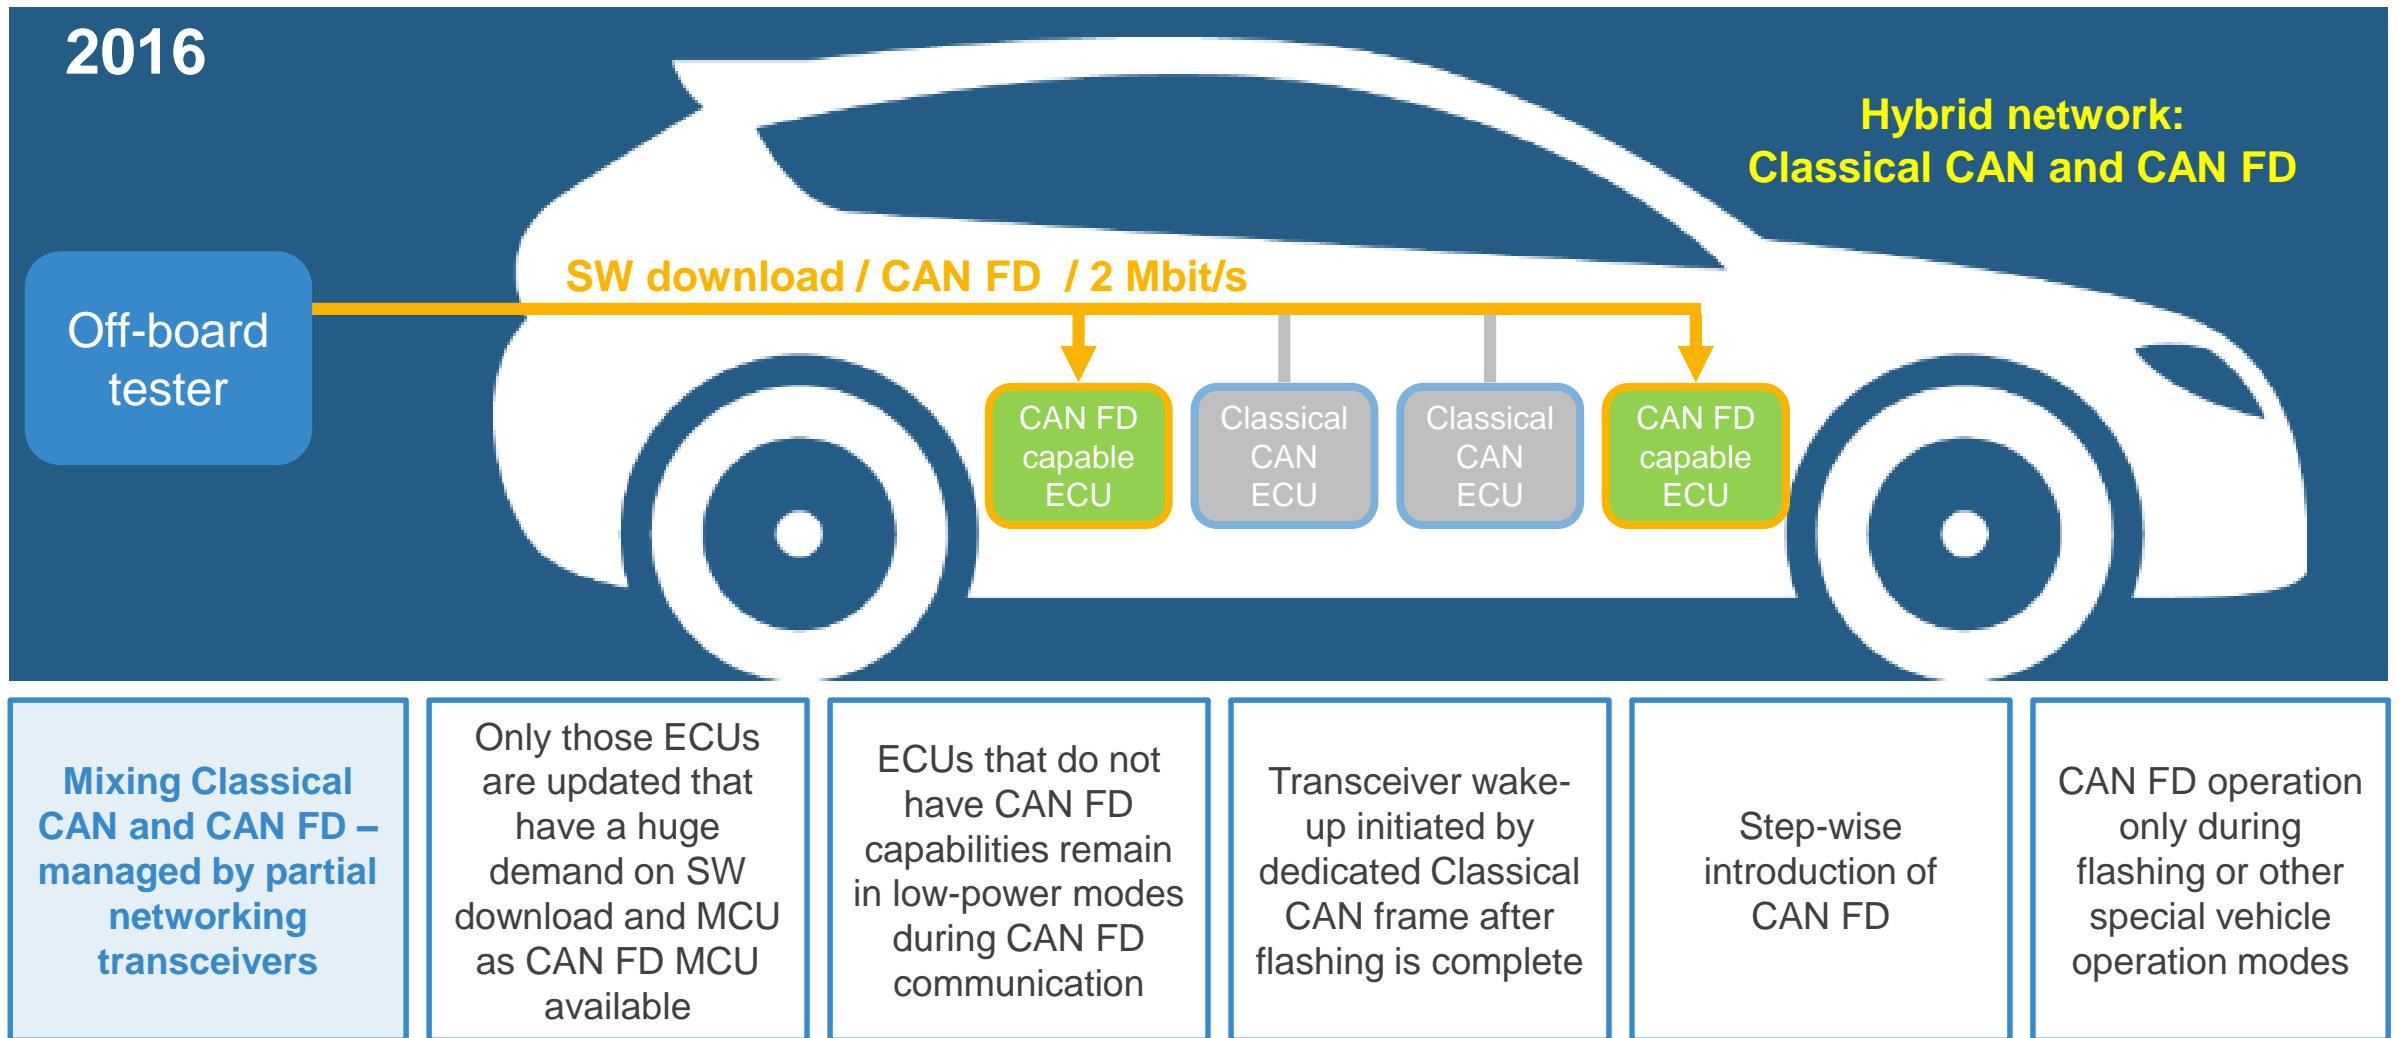 2016
Hybrid network:
Classical CAN and CAN FD
SW download / CAN FD / 2 Mbit/s
Off-board
tester
CAN FD
capable
ECU
Classical
CAN
ECU
Classical
CAN
ECU
CAN FD
capable
ECU
Mixing Classical
CAN and CAN FD –
managed by partial
networking
transceivers
Only those ECUs
are updated that
have a huge
demand on SW
download and MCU
as CAN FD MCU
available
ECUs that do not
have CAN FD
capabilities remain
in low-power modes
during CAN FD
communication
Transceiver wake-
up initiated by
dedicated Classical
CAN frame after
flashing is complete
Step-wise
introduction of
CAN FD
CAN FD operation
only during
flashing or other
special vehicle
operation modes